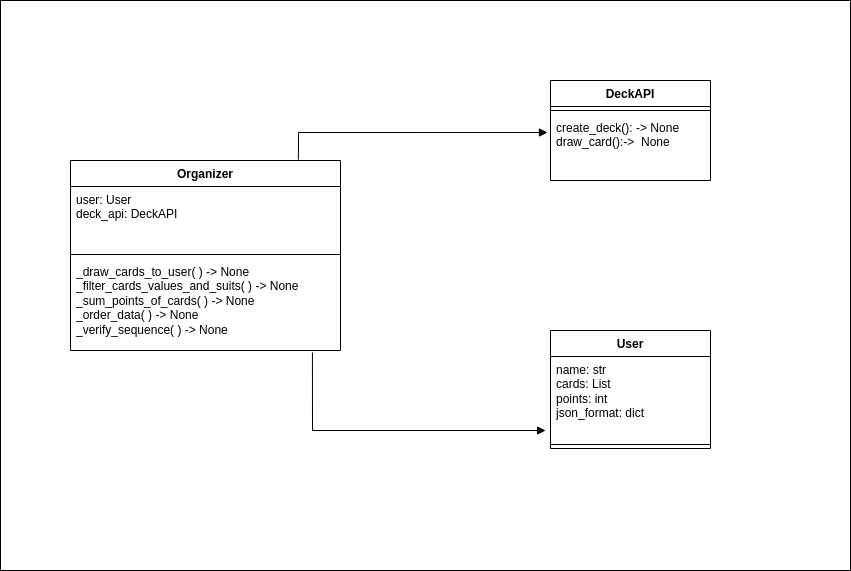 DeckAPI
create_deck(): -> None
draw_card():->  None
Organizer
user: User
deck_api: DeckAPI
_draw_cards_to_user( ) -> None
_filter_cards_values_and_suits( ) -> None
_sum_points_of_cards( ) -> None
_order_data( ) -> None
_verify_sequence( ) -> None
User
name: str
cards: List
points: int
json_format: dict